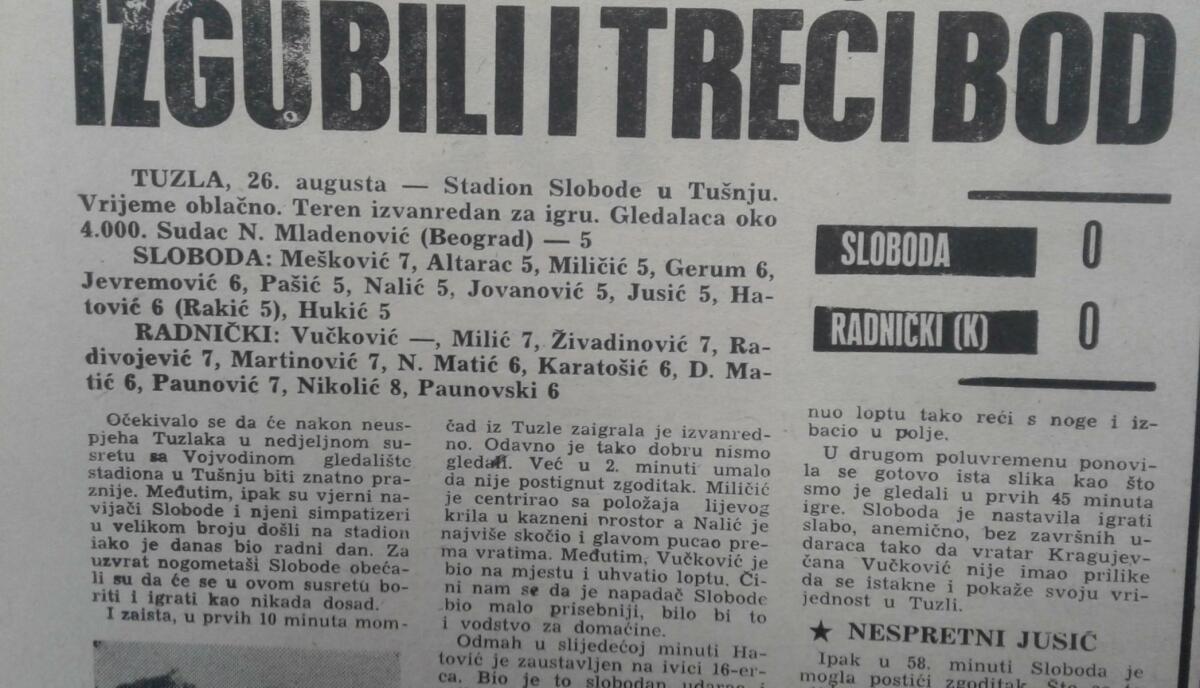 IZGUBILI I TREĆI BOD
TUZLA, 26. augusta — Stadion Slobode u Tušnju.
Vrijeme oblačno. Teren izvanredan za igru. Gledalaca oko
4.000. Sudac N. Mladenović (Beograd) — 5
SLOBODA: Mešković 7, Altarac 5, Miličić 5, Gerum 6,
Jevremović 6, Pašić 5, Nalić 5, Jovanović 5, Jusić 5, Ha-
tović 6 (Rakić 5), Hukić 5
RADNIČKI: Vučković —, Milić 7, Živadinović 7, Ra-
divojević 7, Martinović 7, N. Matić 6, Karatošić 6, D. Ma-
tić 6, Paunović 7, Nikolić 8, Paunovski 6
SLOBODA 0
RADNIČKI (K) 0
Očekivalo se da će nakon neus-
pjeha Tuzlaka u nedjeljnom su-
sretu sa Vojvodinom gledalište
stadiona u Tušnju biti znatno pra-
znije. Međutim, ipak su vjerni na-
vijači Slobode i njeni simpatizeri
u velikom broju došli na stadion
iako je danas bio radni dan. Za
uzvrat nogometaši Slobode obeća-
li su da će se u ovom susretu bo-
riti i igrati kao nikada dosad.
I zaista, u prvih 10 minuta mom-
čad iz Tuzle zaigrala je izvanred-
no. Odavno je tako dobru nismo
gledali. Već u 2. minuti umalo
da nije postignut zgoditak. Miličić
je centrirao sa položaja lijevog
krila u kazneni prostor a Nalić je
najviše skočio i glavom pucao pre-
ma vratima. Međutim, Vučković je
bio na mjestu i uhvatio loptu. Či-
ni nam se da je napadač Slobode
bio malo prisebniji, bilo bi to
i vodstvo za domaćine.
Odmah u slijedećoj minuti Ha-
tović je zaustavljen na ivici 16-er-
ca. Bio je to slobodan udarac i
nuo loptu tako reći s noge i iz-
bacio u polje.
U drugom poluvremenu ponovi-
la se gotovo ista slika kao što
smo je gledali u prvih 45 minuta
igre. Sloboda je nastavila igrati
slabo, anemično, bez završnih u-
daraca tako da vratar Kragujev-
čana Vučković nije imao prilike
da se istakne i pokaže svoju vri-
jednost u Tuzli.
★ NESPRETNI JUSIĆ
Ipak u 58. minuti Sloboda je
mogla postići zgoditak.